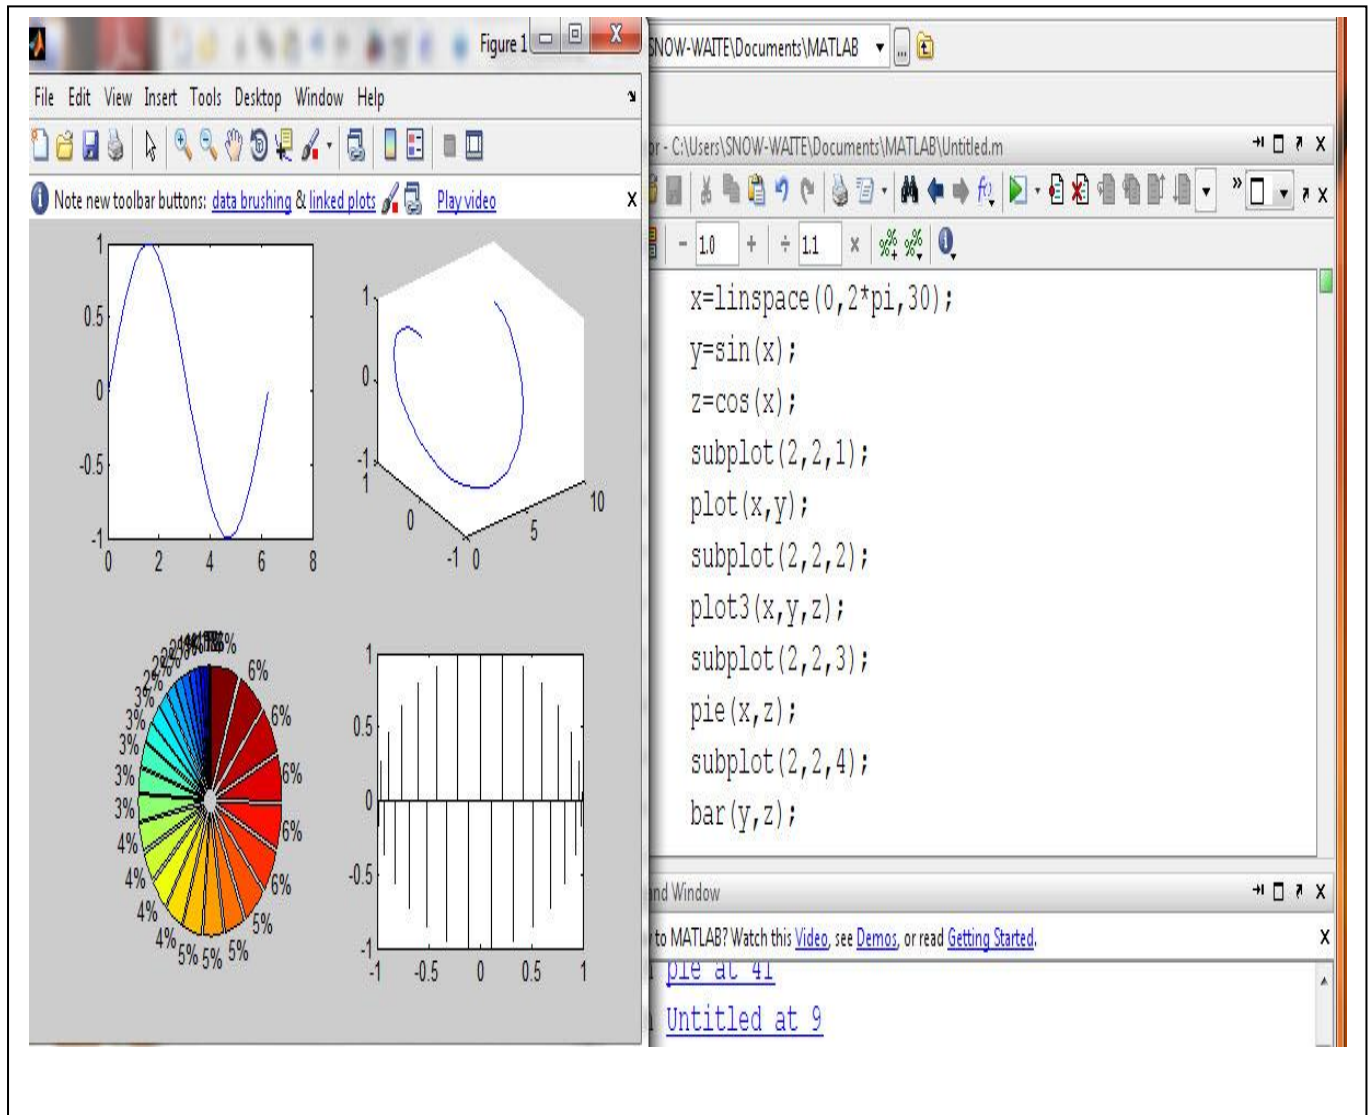 Figure 1
File Edit View Insert Tools Desktop Window Help
Note new toolbar buttons: data brushing & linked plots Play video
1
0.5
0
-0.5
-1
0 2 4 6 8
1
0
-1
1
0
-1 0
5
10
6%
6%
6%
6%
6%
5%
5%
5%
5%
4%
4%
4%
4%
3%
3%
3%
3%
3%
2%
2%
1
0.5
0
-0.5
-1
-1 -0.5 0 0.5 1
SNOW-WAITE\Documents\MATLAB
or - C:\Users\SNOW-WAITE\Documents\MATLAB\Untitled.m
- 1.0 + ÷ 1.1 ×
x=linspace(0,2*pi,30);
y=sin(x);
z=cos(x);
subplot(2,2,1);
plot(x,y);
subplot(2,2,2);
plot3(x,y,z);
subplot(2,2,3);
pie(x,z);
subplot(2,2,4);
bar(y,z);
nd Window
to MATLAB? Watch this Video, see Demos, or read Getting Started.
pie at 41
Untitled at 9